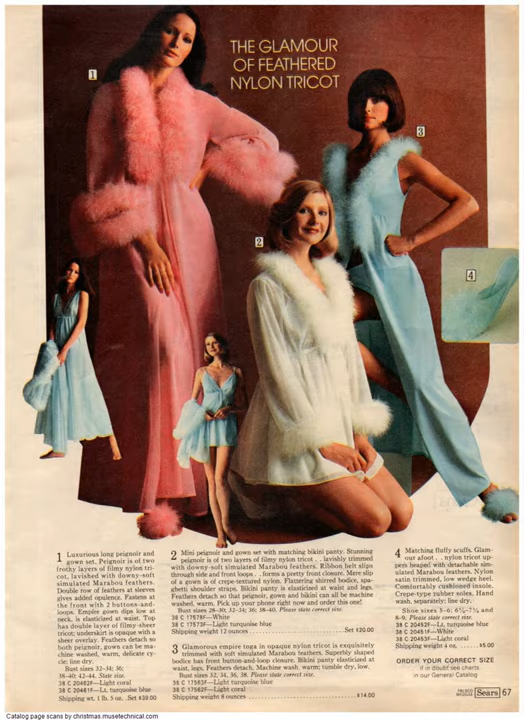 THE GLAMOUR
OF FEATHERED
NYLON TRICOT
1
3
2
4
1 Luxurious long peignoir and
gown set. Peignoir is of two
frothy layers of filmy nylon tri-
cot, lavished with downy-soft
simulated Marabou feathers.
Double row of feathers at sleeves
gives added opulence. Fastens at
the front with 2 buttons-and-
loops. Empire gown dips low at
neck, is elasticized at waist. Top
has double layer of filmy-sheer
tricot; underskirt is opaque with a
sheer overlay. Feathers detach so
both peignoir, gown can be ma-
chine washed, warm, delicate cy-
cle; line dry.
Bust sizes 32-34; 36;
38-40; 42-44. State size.
38 C 20462F—Light coral
38 C 20461F—Lt. turquoise blue
Shipping wt. 1 lb. 5 oz. .Set $39.00
2 Mini peignoir and gown set with matching bikini panty. Stunning
peignoir is of two layers of filmy nylon tricot . . lavishly trimmed
with downy-soft simulated Marabou feathers. Ribbon belt slips
through side and front loops . . forms a pretty front closure. Mere slip
of a gown is of crepe-textured nylon. Flattering shirred bodice, spa-
ghetti shoulder straps. Bikini panty is elasticized at waist and legs.
Feathers detach so that peignoir, gown and bikini can all be machine
washed, warm. Pick up your phone right now and order this one!
Bust sizes 28-30; 32-34; 36; 38-40. Please state correct size.
38 C 17578F—White
38 C 17573F—Light turquoise blue
Shipping weight 12 ounces ........ Set $20.00
3 Glamorous empire toga in opaque nylon tricot is exquisitely
trimmed with soft simulated Marabou feathers. Superbly shaped
bodice has front button-and-loop closure. Bikini panty elasticized at
waist, legs. Feathers detach. Machine wash, warm; tumble dry, low.
Bust sizes 32, 34, 36, 38. Please state correct size.
38 C 17563F—Light turquoise blue
38 C 17562F—Light coral
Shipping weight 8 ounces ........ $14.00
4 Matching fluffy scuffs. Glam-
our afoot . . nylon tricot up-
pers heaped with detachable sim-
ulated Marabou feathers. Nylon
satin trimmed, low wedge heel.
Comfortably cushioned insole.
Crepe-type rubber soles. Hand
wash, separately; line dry.
Shoe sizes 5-6; 6½-7½ and
8-9. Please state correct size.
38 C 20452F—Lt. turquoise blue
38 C 20451F—White
38 C 20453F—Light coral
Shipping weight 4 oz. ...... $5.00
ORDER YOUR CORRECT SIZE
If in doubt see charts
in our General Catalog
Sears 67
Catalog page scans by christmas.musetechnical.com